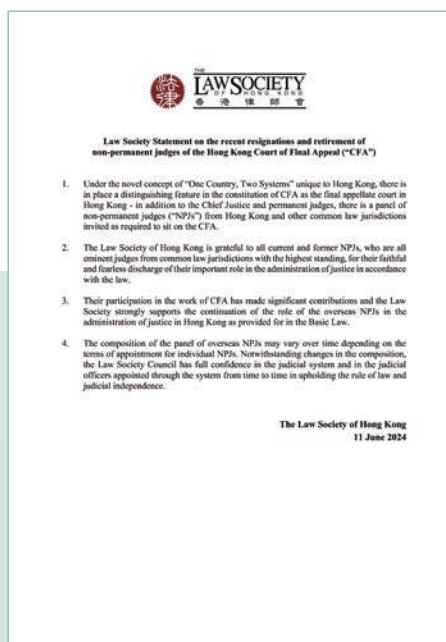 法律
THE
LAW SOCIETY
OF HONG KONG
香港律師會
Law Society Statement on the recent resignations and retirement of
non-permanent judges of the Hong Kong Court of Final Appeal (“CFA”)
1. Under the novel concept of “One Country, Two Systems” unique to Hong Kong, there is
in place a distinguishing feature in the constitution of CFA as the final appellate court in
Hong Kong - in addition to the Chief Justice and permanent judges, there is a panel of
non-permanent judges (“NPJs”) from Hong Kong and other common law jurisdictions
invited as required to sit on the CFA.
2. The Law Society of Hong Kong is grateful to all current and former NPJs, who are all
eminent judges from common law jurisdictions with the highest standing, for their faithful
and fearless discharge of their important role in the administration of justice in accordance
with the law.
3. Their participation in the work of CFA has made significant contributions and the Law
Society strongly supports the continuation of the role of the overseas NPJs in the
administration of justice in Hong Kong as provided for in the Basic Law.
4. The composition of the panel of overseas NPJs may vary over time depending on the
terms of appointment for individual NPJs. Notwithstanding changes in the composition,
the Law Society Council has full confidence in the judicial system and in the judicial
officers appointed through the system from time to time in upholding the rule of law and
judicial independence.
The Law Society of Hong Kong
11 June 2024